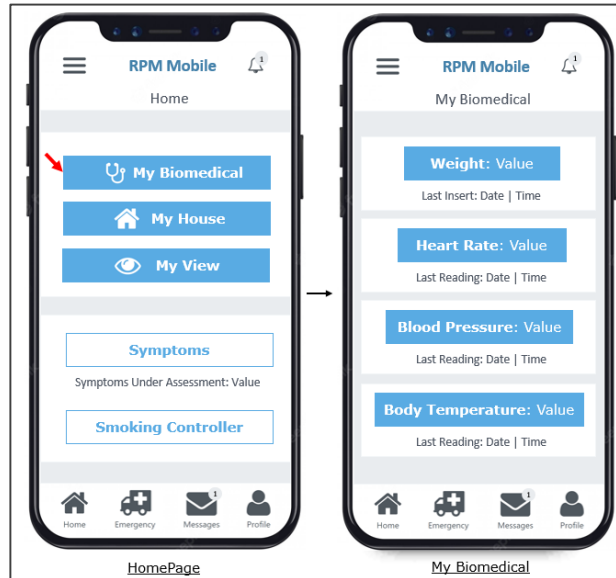 RPM Mobile
1
Home
My Biomedical
My House
My View
Symptoms
Symptoms Under Assessment: Value
Smoking Controller
1
Home Emergency Messages Profile
HomePage
RPM Mobile
1
My Biomedical
Weight: Value
Last Insert: Date | Time
Heart Rate: Value
Last Reading: Date | Time
Blood Pressure: Value
Last Reading: Date | Time
Body Temperature: Value
Last Reading: Date | Time
1
Home Emergency Messages Profile
My Biomedical